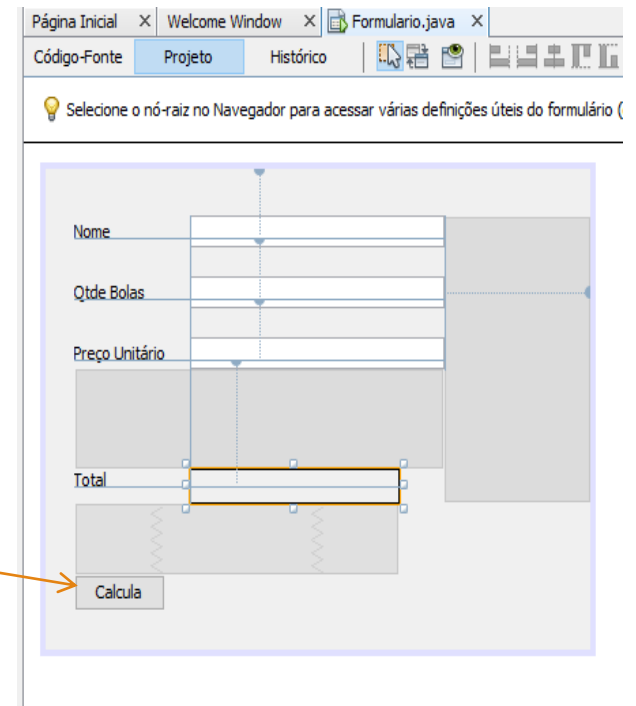 Página Inicial X Welcome Window X Formulario.java X
Código-Fonte Projeto Histórico
Selecione o nó-raiz no Navegador para acessar várias definições úteis do formulário (
Nome
Qtde Bolas
Preço Unitário
Total
Calcula